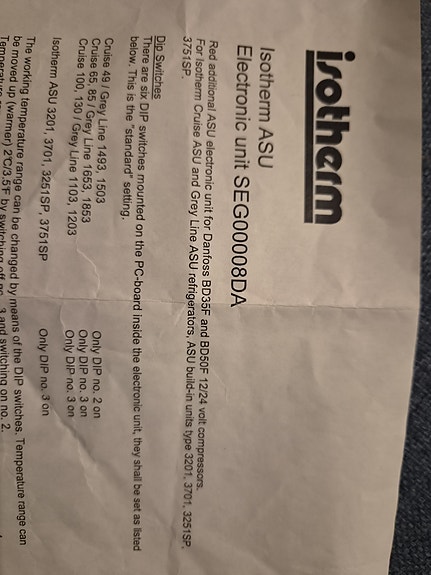 isotherm
Isotherm ASU
Electronic unit SEG00008DA
Red additional ASU electronic unit for Danfoss BD35F and BD50F 12/24 volt compressors.
For Isotherm Cruise ASU and Grey Line ASU refrigerators, ASU build-in units type 3201, 3701, 3251SP,
3751SP.
Dip Switches
There are six DIP switches mounted on the PC-board inside the electronic unit, they shall be set as listed
below. This is the "standard" setting.
Cruise 49 / Grey Line 1493, 1503 Only DIP no. 2 on
Cruise 65, 85 / Grey Line 1653, 1853 Only DIP no. 3 on
Cruise 100, 130 / Grey Line 1103, 1203 Only DIP no. 3 on
Isotherm ASU 3201, 3701, 3251SP, 3751SP Only DIP no. 3 on
The working temperature range can be changed by means of the DIP switches. Temperature range can
be moved up (warmer) 2°C/3.5°F by switching off no. 3 and switching on no. 2.
Temperature